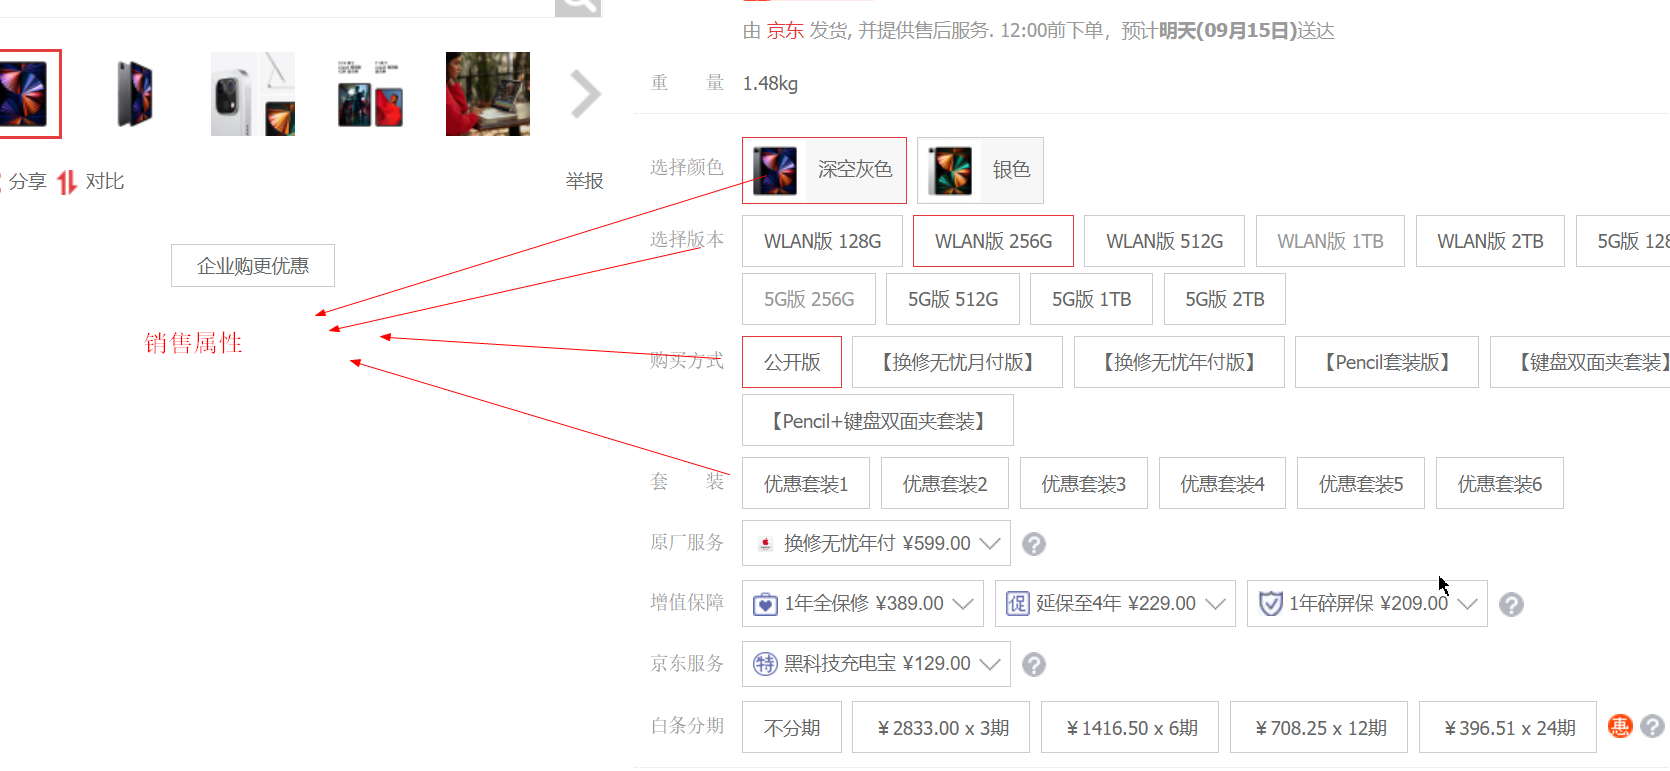 由 京东 发货, 并提供售后服务. 12:00前下单，预计明天(09月15日)送达
重 量 1.48kg
分享 对比 举报
选择颜色 深空灰色 银色
选择版本 WLAN版 128G WLAN版 256G WLAN版 512G WLAN版 1TB WLAN版 2TB 5G版 128
企业购更优惠
5G版 256G 5G版 512G 5G版 1TB 5G版 2TB
销售属性
购买方式 公开版 【换修无忧月付版】 【换修无忧年付版】 【Pencil套装版】 【键盘双面夹套装】
【Pencil+键盘双面夹套装】
套 装 优惠套装1 优惠套装2 优惠套装3 优惠套装4 优惠套装5 优惠套装6
原厂服务 换修无忧年付 ¥599.00 ?
增值保障 1年全保修 ¥389.00 促 延保至4年 ¥229.00 1年碎屏保 ¥209.00 ?
京东服务 特 黑科技充电宝 ¥129.00 ?
白条分期 不分期 ¥2833.00 x 3期 ¥1416.50 x 6期 ¥708.25 x 12期 ¥396.51 x 24期 惠 ?